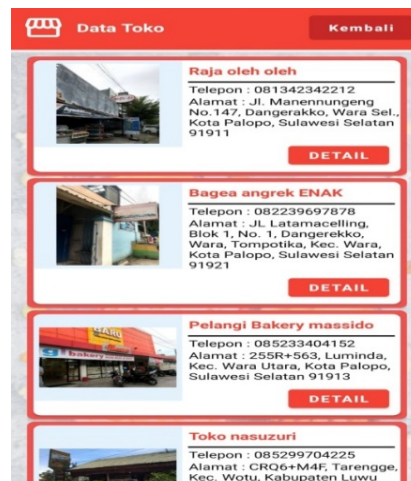 Data Toko
Kembali
Raja oleh oleh
Telepon : 081342342212
Alamat : Jl. Manennungeng
No.147, Dangerakko, Wara Sel.,
Kota Palopo, Sulawesi Selatan
91911
DETAIL
Bagea angrek ENAK
Telepon : 082239697878
Alamat : JL Latamacelling,
Blok 1, No. 1, Dangerekko,
Wara, Tompotika, Kec. Wara,
Kota Palopo, Sulawesi Selatan
91921
DETAIL
BARU
bakery
Pelangi Bakery massido
Telepon : 085233404152
Alamat : 255R+563, Luminda,
Kec. Wara Utara, Kota Palopo,
Sulawesi Selatan 91913
DETAIL
Toko nasuzuri
Telepon : 085299704225
Alamat : CRQ6+M4F, Tarengge,
Kec. Wotu, Kabupaten Luwu